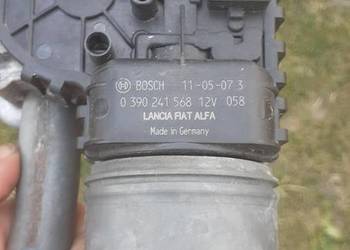 BOSCH 11-05-07 3
0 390 241 568 12V 058
LANCIA FIAT ALFA
Made in Germany